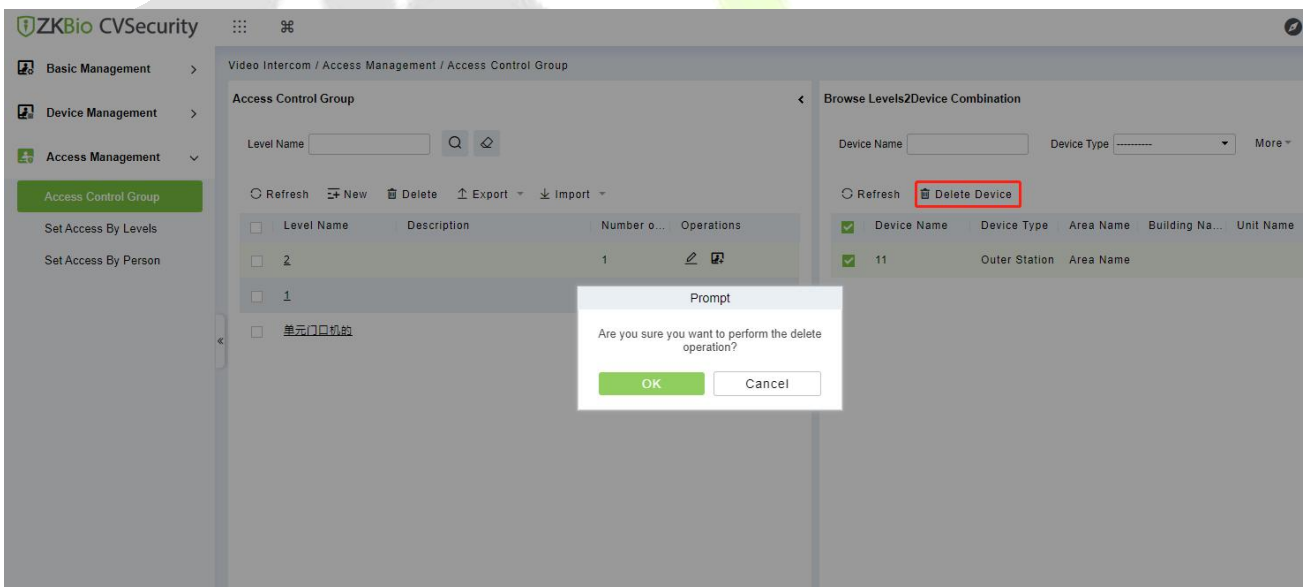 ZKBio CVSecurity
Basic Management
Device Management
Access Management
Access Control Group
Set Access By Levels
Set Access By Person
Video Intercom / Access Management / Access Control Group
Access Control Group
Level Name
Refresh New Delete Export Import
Level Name Description Number o... Operations
2 1
1
单元门口机的
Browse Levels2Device Combination
Device Name Device Type ---------- More
Refresh Delete Device
Device Name Device Type Area Name Building Na... Unit Name
11 Outer Station Area Name
Prompt
Are you sure you want to perform the delete
operation?
OK Cancel